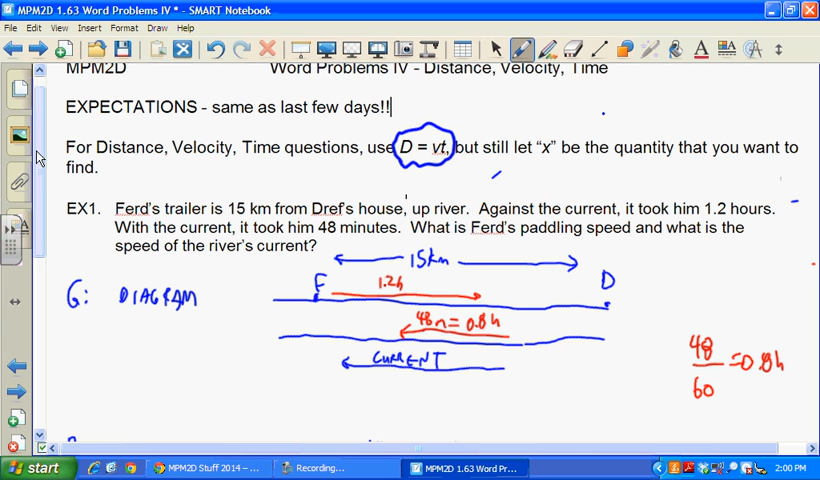 MPM2D 1.63 Word Problems IV * - SMART Notebook
File Edit View Insert Format Draw Help
MPM2D Word Problems IV - Distance, Velocity, Time
EXPECTATIONS - same as last few days!!
For Distance, Velocity, Time questions, use D = vt, but still let “x” be the quantity that you want to
find.
EX1. Ferd's trailer is 15 km from Dref's house, up river. Against the current, it took him 1.2 hours.
With the current, it took him 48 minutes. What is Ferd's paddling speed and what is the
speed of the river's current?
15km
G: DIAGRAM
F
1.2h
D
48m = 0.8h
CURRENT
48
60
= 0.8h
start
MPM2D Stuff 2014 – ...
Recording...
MPM2D 1.63 Word Pr...
2:00 PM